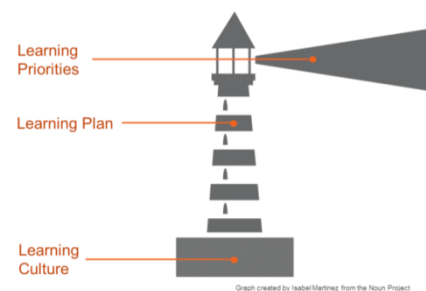 Learning
Priorities
Learning Plan
Learning
Culture
Graph created by Isabel Martinez from the Noun Project